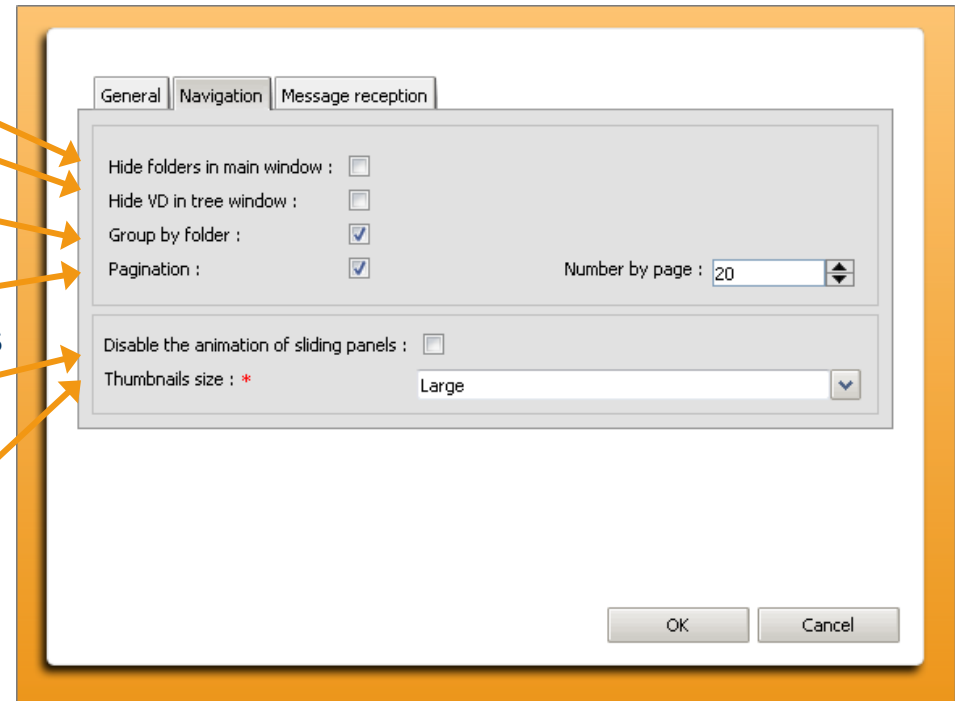 General Navigation Message reception
Hide folders in main window :
Hide VD in tree window :
Group by folder :
Pagination : Number by page : 20
Disable the animation of sliding panels :
Thumbnails size : * Large
OK Cancel